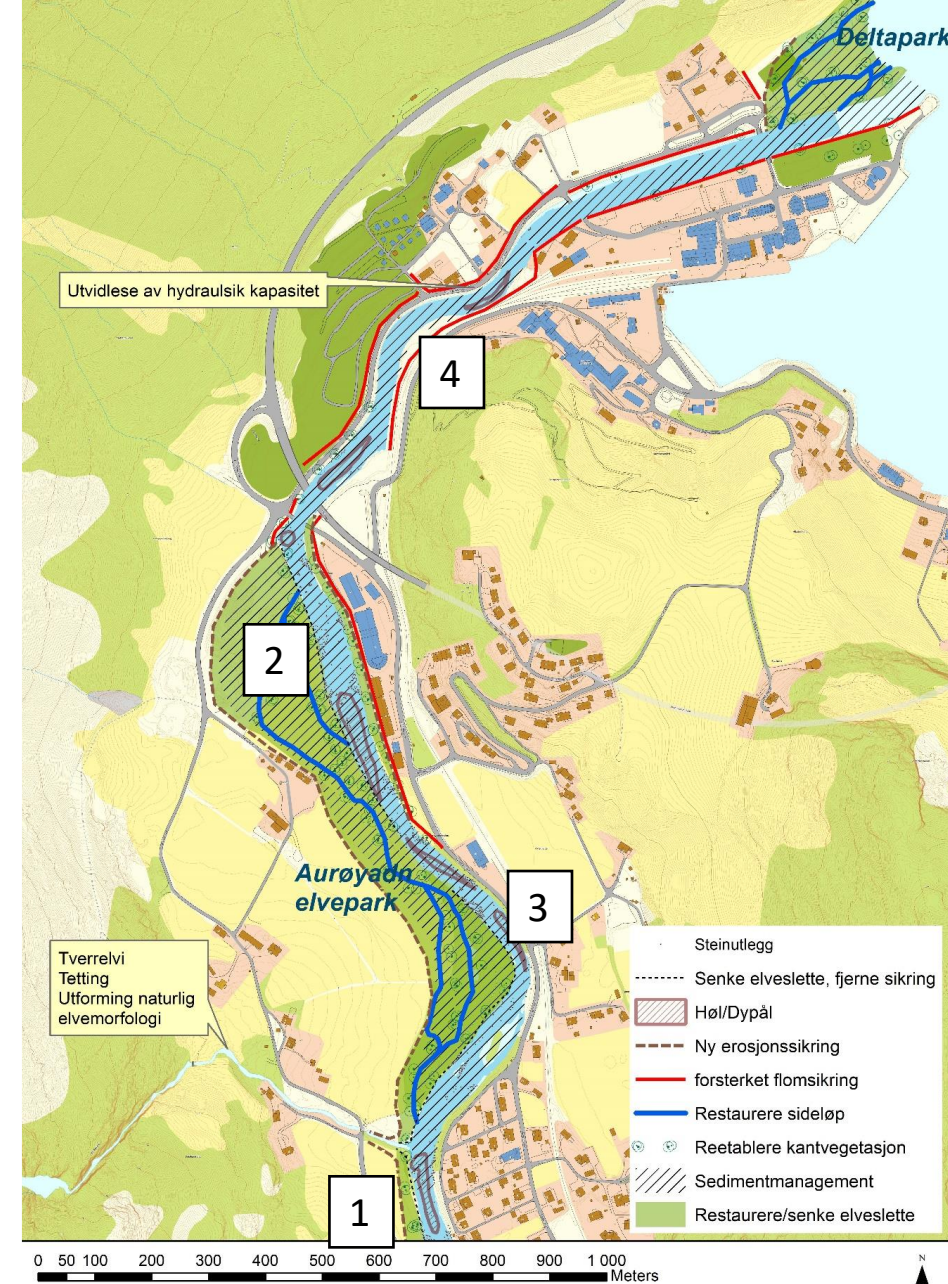 Deltapark
Utvidlese av hydraulsik kapasitet
4
2
Aurøyadn
elvepark
3
Tverrelvi
Tetting
Utforming naturlig
elvemorfologi
1
Steinutlegg
Senke elveslette, fjerne sikring
Høl/Dypål
Ny erosjonssikring
forsterket flomsikring
Restaurere sideløp
Reetablere kantvegetasjon
Sedimentmanagement
Restaurere/senke elveslette
0 50 100 200 300 400 500 600 700 800 900 1 000
Meters
N